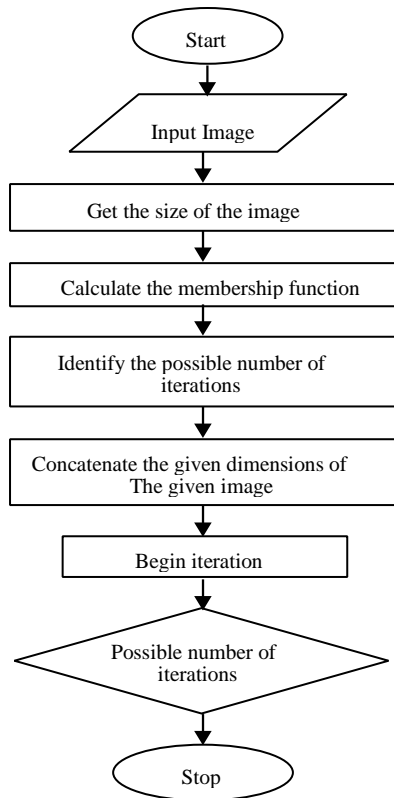 Start
Input Image
Get the size of the image
Calculate the membership function
Identify the possible number of
iterations
Concatenate the given dimensions of
The given image
Begin iteration
Possible number of
iterations
Stop